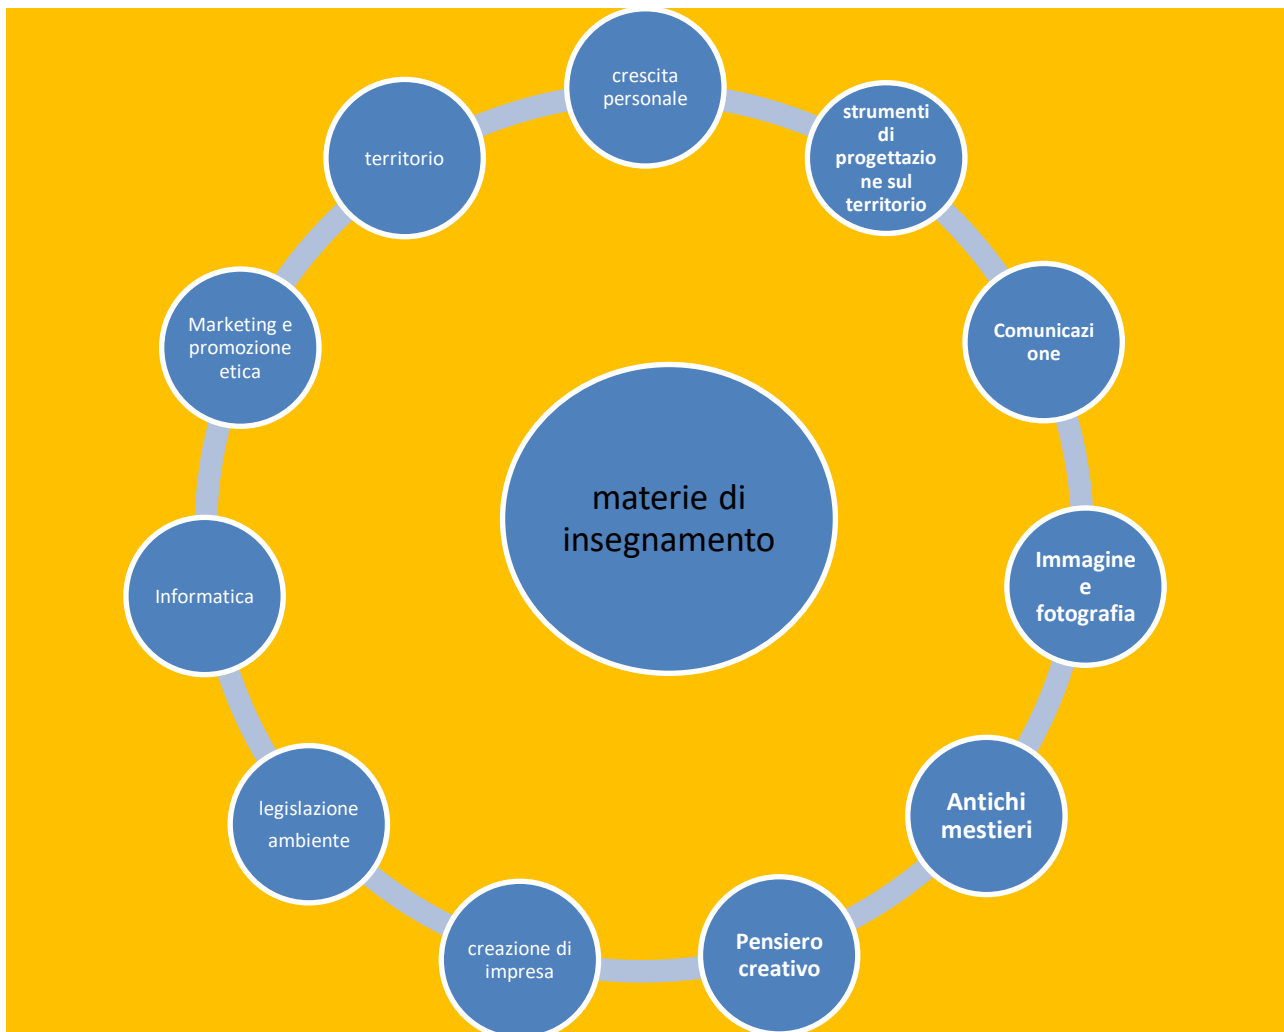 crescita
personale
strumenti
di
progettazio
ne sul
territorio
Comunicazi
one
Immagine
e
fotografia
Antichi
mestieri
Pensiero
creativo
creazione di
impresa
legislazione
ambiente
Informatica
Marketing e
promozione
etica
territorio
materie di
insegnamento